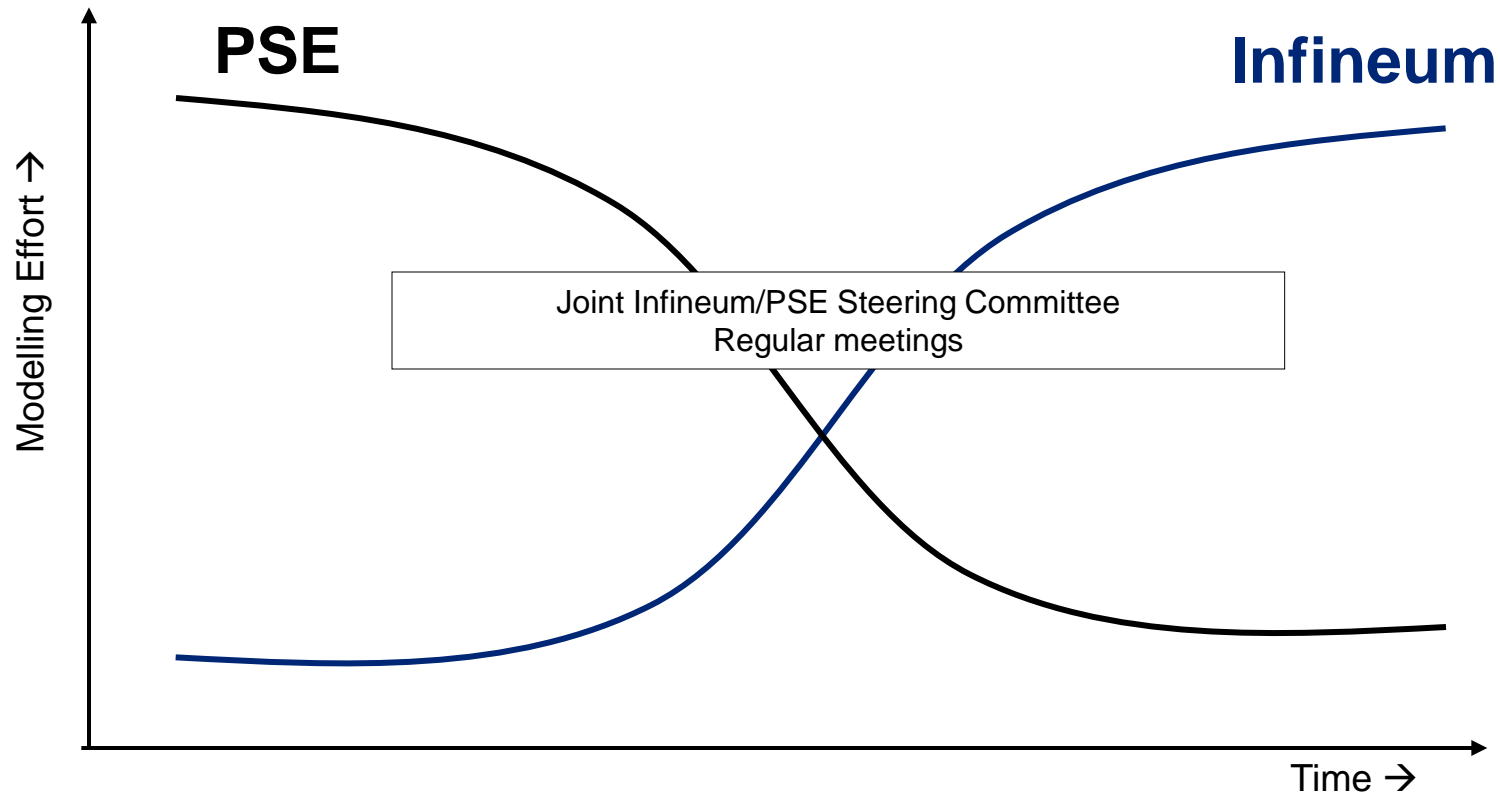 PSE
Infineum
Modelling Effort →
Joint Infineum/PSE Steering Committee
Regular meetings
Time →